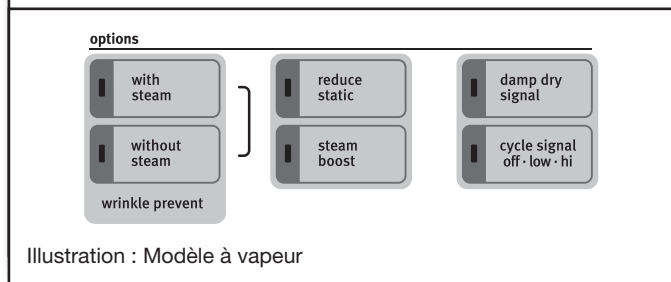 options
with
steam
without
steam
wrinkle prevent
reduce
static
steam
boost
damp dry
signal
cycle signal
off · low · hi
Illustration : Modèle à vapeur